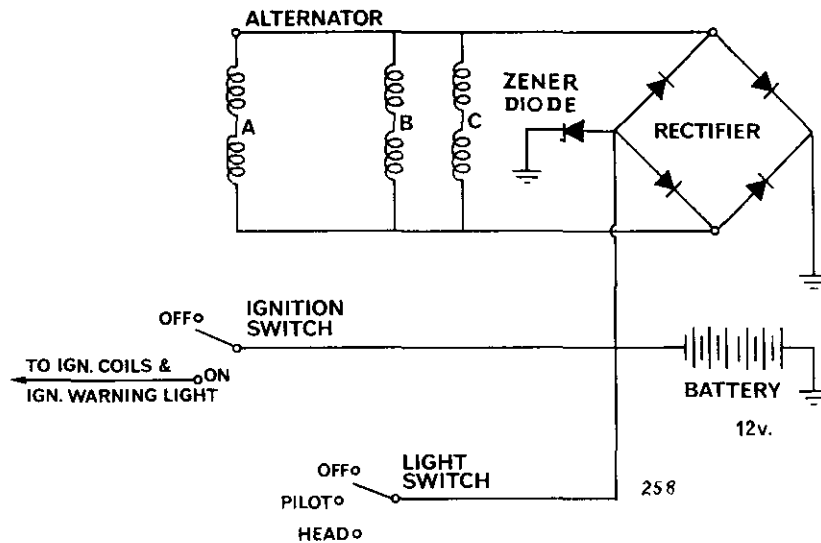 ALTERNATOR
ZENER
DIODE
A
B
C
RECTIFIER
IGNITION
SWITCH
OFF
ON
TO IGN. COILS &
IGN. WARNING LIGHT
BATTERY
12v.
LIGHT
SWITCH
OFF
PILOT
HEAD
258